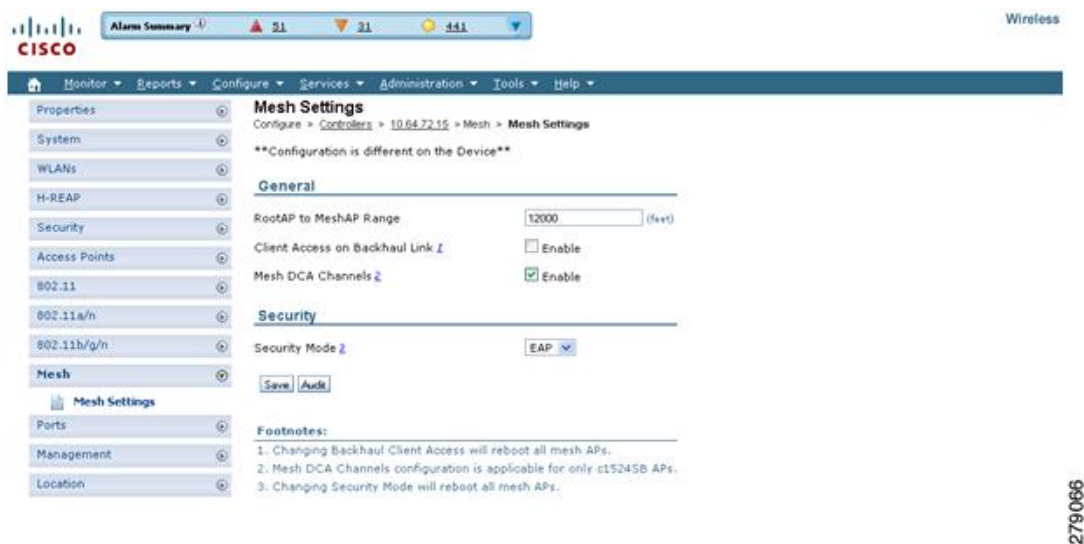 Alarm Summary 51 31 441
Wireless
CISCO
Monitor Reports Configure Services Administration Tools Help
Properties
System
WLANs
H-REAP
Security
Access Points
802.11
802.11a/n
802.11b/g/n
Mesh
Mesh Settings
Ports
Management
Location
Mesh Settings
Configure > Controllers > 10.64.72.15 > Mesh > Mesh Settings
**Configuration is different on the Device**
General
RootAP to MeshAP Range 12000 (feet)
Client Access on Backhaul Link 1 Enable
Mesh DCA Channels 2 Enable
Security
Security Mode 2 EAP
Save Audit
Footnotes:
1. Changing Backhaul Client Access will reboot all mesh APs.
2. Mesh DCA Channels configuration is applicable for only c1524SB APs.
3. Changing Security Mode will reboot all mesh APs.
279066